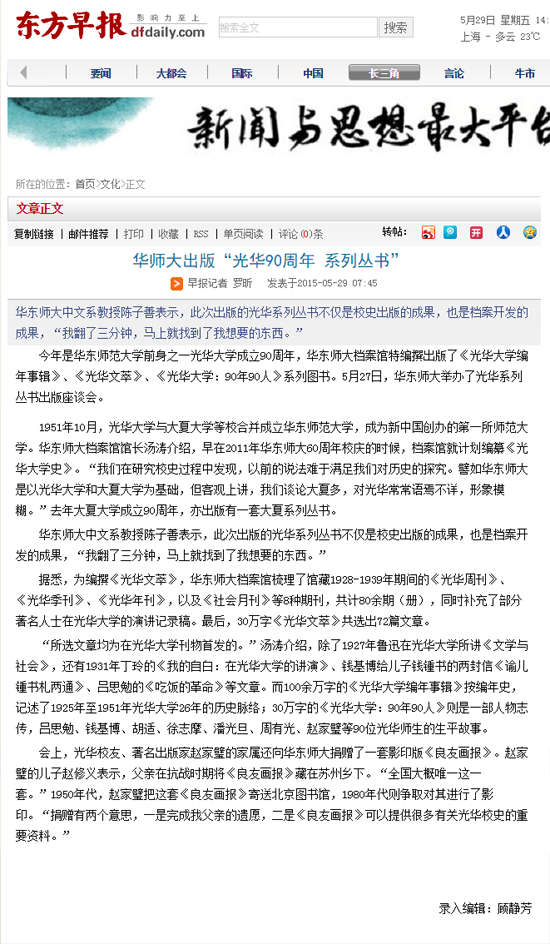 东方早报
影响力至上
dfdaily.com
搜索全文
搜索
5月29日 星期五 14:
上海 - 多云 23℃
要闻 大都会 国际 中国 长三角 言论 牛市
新闻与思想最大平台
所在的位置：首页>文化>正文
文章正文
复制链接 | 邮件推荐 | 打印 | 收藏 | RSS | 单页阅读 | 评论(0)条 转帖：
华师大出版“光华90周年 系列丛书”
早报记者 罗昕 发表于2015-05-29 07:45
华东师大中文系教授陈子善表示，此次出版的光华系列丛书不仅是校史出版的成果，也是档案开发的
成果，“我翻了三分钟，马上就找到了我想要的东西。”
今年是华东师范大学前身之一光华大学成立90周年，华东师大档案馆特编撰出版了《光华大学编
年事辑》、《光华文萃》、《光华大学：90年90人》系列图书。5月27日，华东师大举办了光华系列
丛书出版座谈会。
1951年10月，光华大学与大夏大学等校合并成立华东师范大学，成为新中国创办的第一所师范大
学。华东师大档案馆馆长汤涛介绍，早在2011年华东师大60周年校庆的时候，档案馆就计划编纂《光
华大学史》。“我们在研究校史过程中发现，以前的说法难于满足我们对历史的探究。譬如华东师大
是以光华大学和大夏大学为基础，但客观上讲，我们谈论大夏多，对光华常常语焉不详，形象模
糊。”去年大夏大学成立90周年，亦出版有一套大夏系列丛书。
华东师大中文系教授陈子善表示，此次出版的光华系列丛书不仅是校史出版的成果，也是档案开
发的成果，“我翻了三分钟，马上就找到了我想要的东西。”
据悉，为编撰《光华文萃》，华东师大档案馆梳理了馆藏1928-1939年期间的《光华周刊》、
《光华季刊》、《光华年刊》，以及《社会月刊》等8种期刊，共计80余期（册），同时补充了部分
著名人士在光华大学的演讲记录稿。最后，30万字《光华文萃》共选出72篇文章。
“所选文章均为在光华大学刊物首发的。”汤涛介绍，除了1927年鲁迅在光华大学所讲《文学与
社会》，还有1931年丁玲的《我的自白：在光华大学的讲演》、钱基博给儿子钱锺书的两封信《谕儿
锺书札两通》、吕思勉的《吃饭的革命》等文章。而100余万字的《光华大学编年事辑》按编年史，
记述了1925年至1951年光华大学26年的历史脉络；30万字的《光华大学：90年90人》则是一部人物志
传，吕思勉、钱基博、胡适、徐志摩、潘光旦、周有光、赵家璧等90位光华师生的生平故事。
会上，光华校友、著名出版家赵家璧的家属还向华东师大捐赠了一套影印版《良友画报》。赵家
璧的儿子赵修义表示，父亲在抗战时期将《良友画报》藏在苏州乡下。“全国大概唯一这一
套。”1950年代，赵家璧把这套《良友画报》寄送北京图书馆，1980年代则争取对其进行了影
印。“捐赠有两个意思，一是完成我父亲的遗愿，二是《良友画报》可以提供很多有关光华校史的重
要资料。”
录入编辑：顾静芳